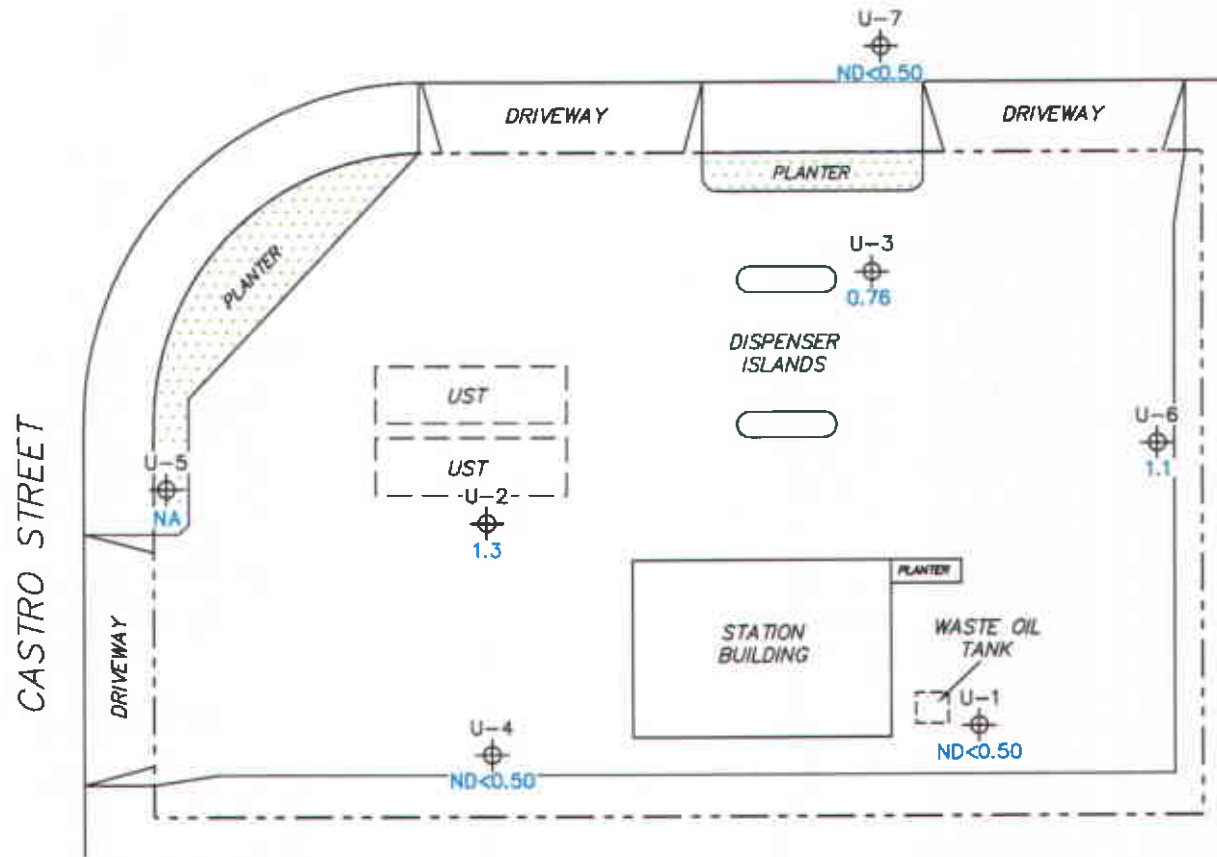 U-7
ND<0.50
DRIVEWAY
DRIVEWAY
PLANTER
PLANTER
U-3
0.76
DISPENSER
ISLANDS
UST
UST
U-6
1.1
U-5
NA
U-2
1.3
CASTRO STREET
DRIVEWAY
PLANTER
STATION
BUILDING
WASTE OIL
TANK
U-1
ND<0.50
U-4
ND<0.50